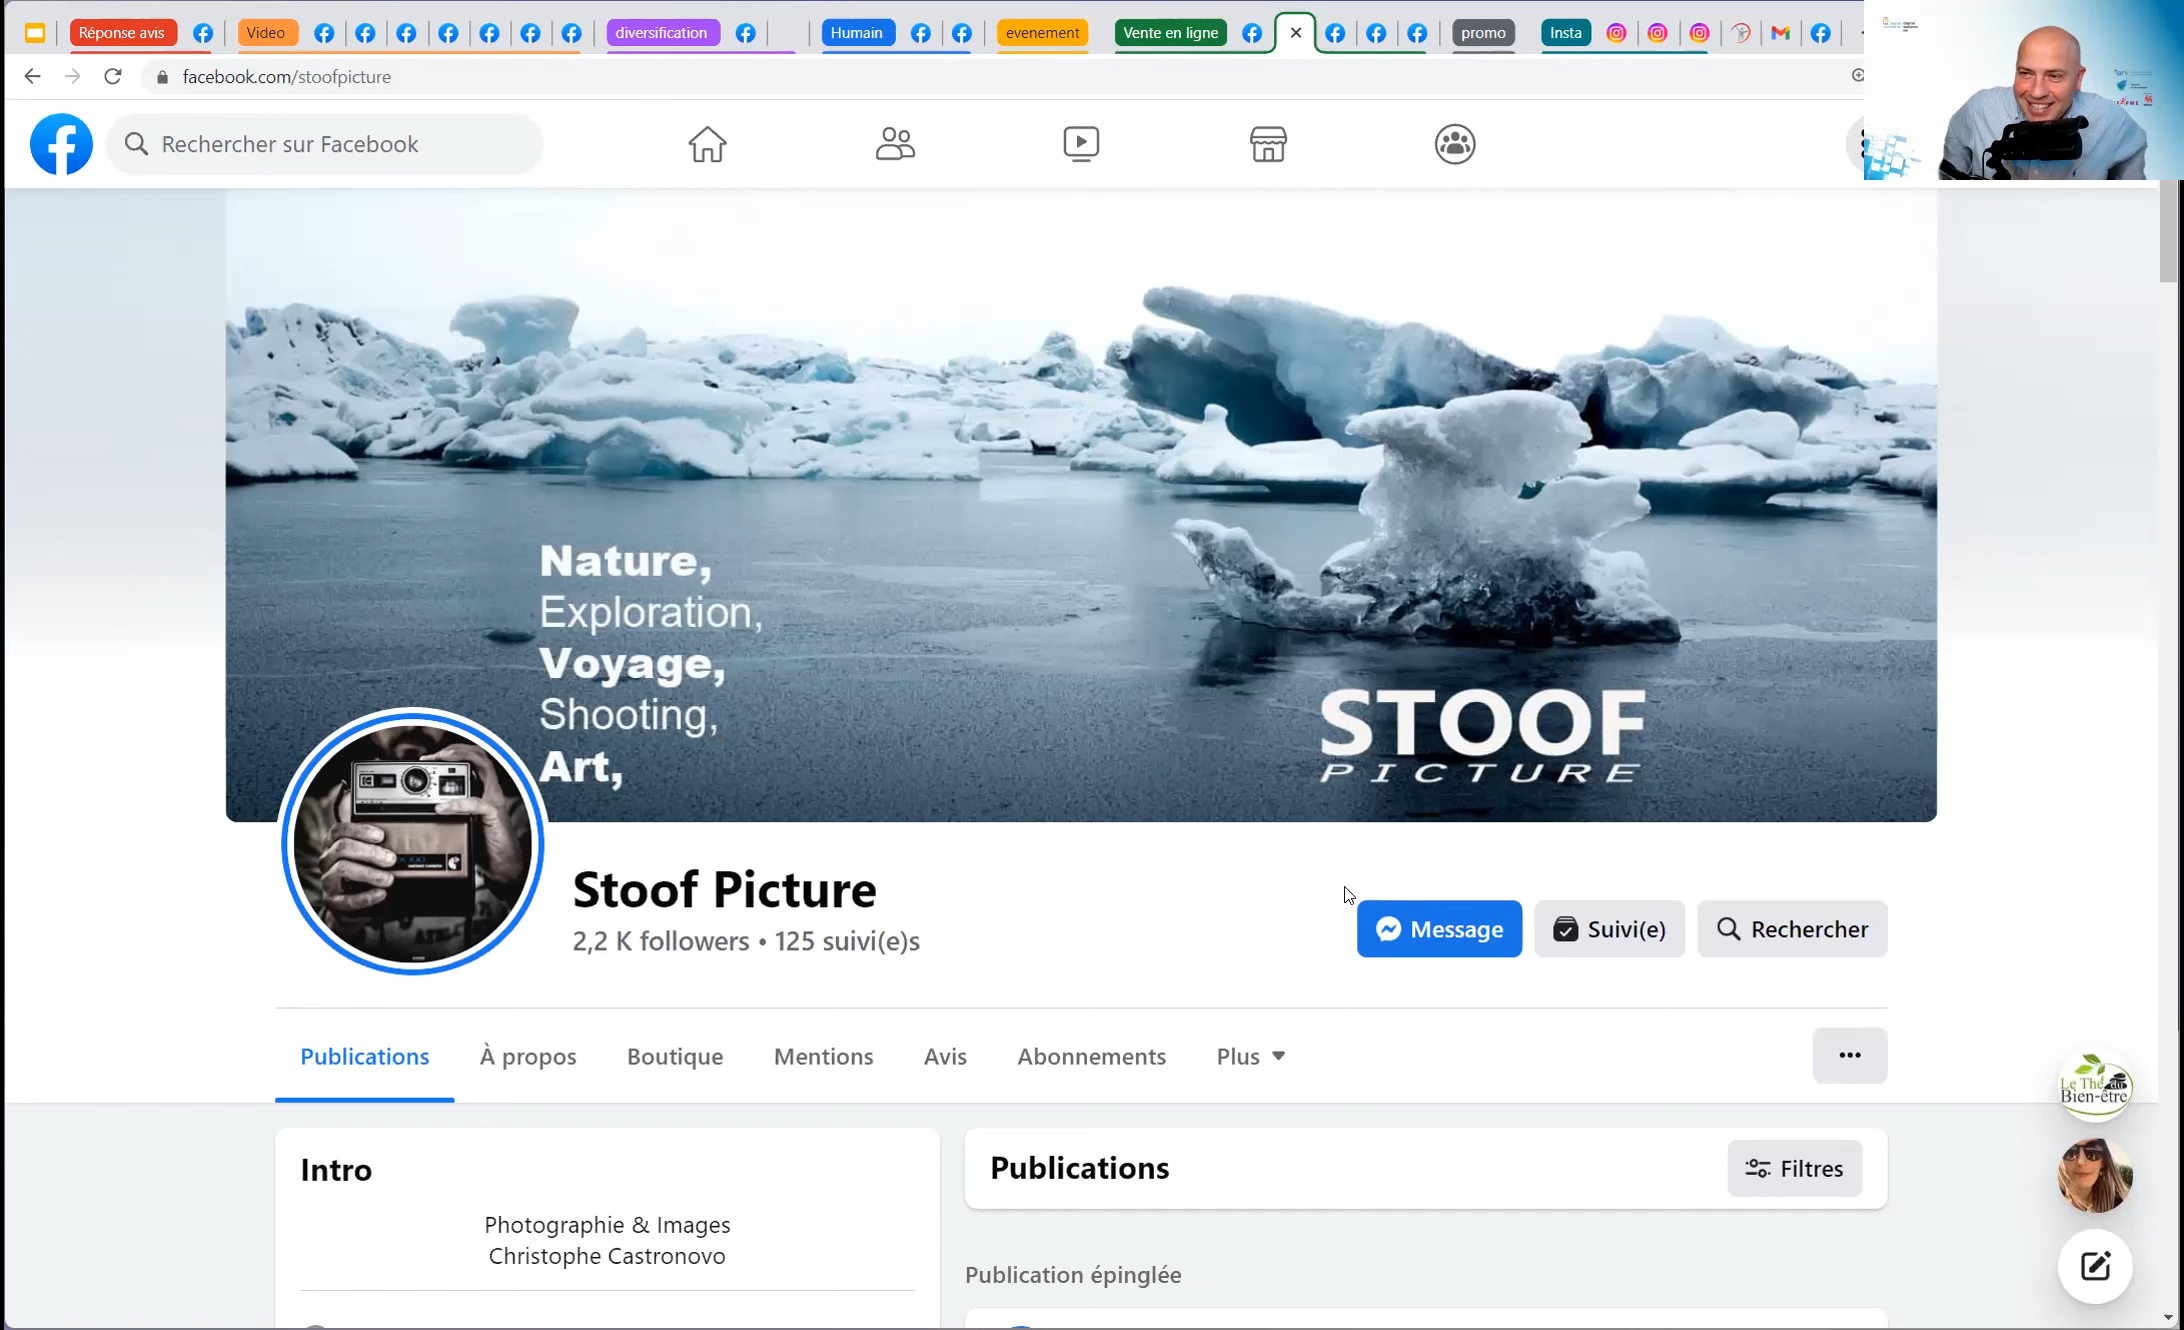 Réponse avis
Video
diversification
Humain
evenement
Vente en ligne
promo
Insta
facebook.com/stoofpicture
Rechercher sur Facebook
Nature,
Exploration,
Voyage,
Shooting,
Art,
STOOF
PICTURE
Stoof Picture
2,2 K followers • 125 suivi(e)s
Message
Suivi(e)
Rechercher
Publications
À propos
Boutique
Mentions
Avis
Abonnements
Plus
Le Thé du
Bien-être
Intro
Photographie & Images
Christophe Castronovo
Publications
Filtres
Publication épinglée